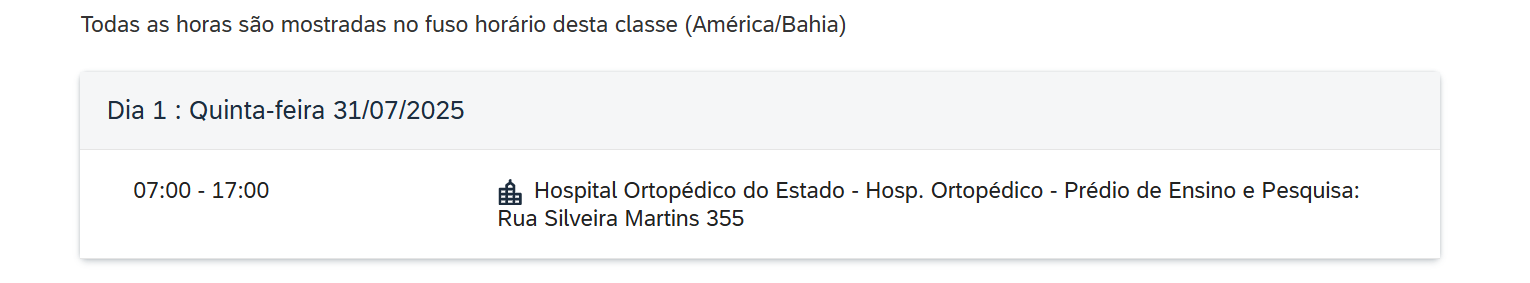 Todas as horas são mostradas no fuso horário desta classe (América/Bahia)
Dia 1 : Quinta-feira 31/07/2025
07:00 - 17:00
Hospital Ortopédico do Estado - Hosp. Ortopédico - Prédio de Ensino e Pesquisa:
Rua Silveira Martins 355